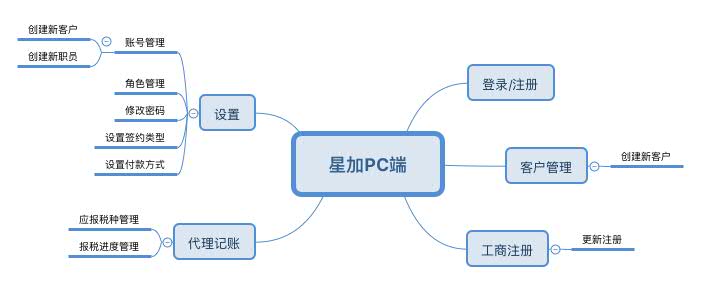 星加PC端
登录/注册
客户管理
创建新客户
工商注册
更新注册
设置
账号管理
创建新客户
创建新职员
角色管理
修改密码
设置签约类型
设置付款方式
代理记账
应报税种管理
报税进度管理